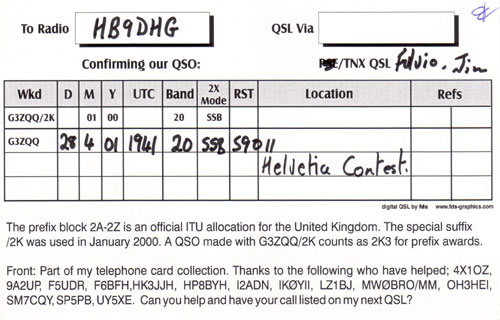 To Radio HB9DHG QSL Via
Confirming our QSO: PSE/TNX QSL Fulvio. Jim
Wkd D M Y UTC Band 2X Mode RST Location Refs
G3ZQQ/2K 01 00 20 SSB
G3ZQQ 28 4 01 1941 20 SSB 59011
Helvetia Contest.
digital QSL by fds www.fds-graphics.com
The prefix block 2A-2Z is an official ITU allocation for the United Kingdom. The special suffix
/2K was used in January 2000. A QSO made with G3ZQQ/2K counts as 2K3 for prefix awards.
Front: Part of my telephone card collection. Thanks to the following who have helped; 4X1OZ,
9A2UP, F5UDR, F6BFH,HK3JJH, HP8BYH, I2ADN, IKØYII, LZ1BJ, MWØBRO/MM, OH3HEI,
SM7CQY, SP5PB, UY5XE. Can you help and have your call listed on my next QSL?